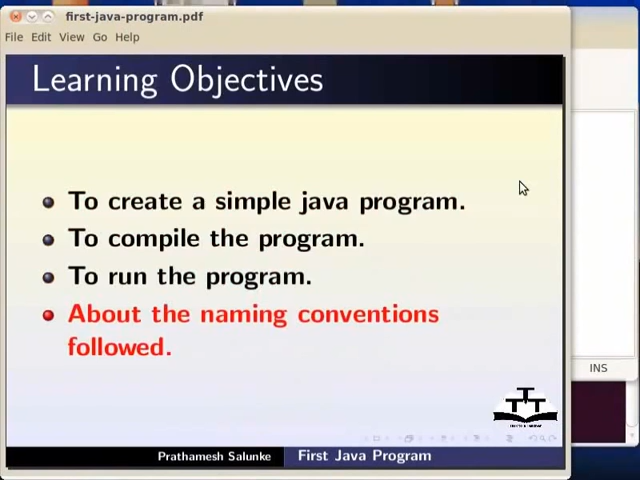 first-java-program.pdf
File Edit View Go Help
Learning Objectives
To create a simple java program.
To compile the program.
To run the program.
About the naming conventions
followed.
INS
TTT
Prathamesh Salunke First Java Program